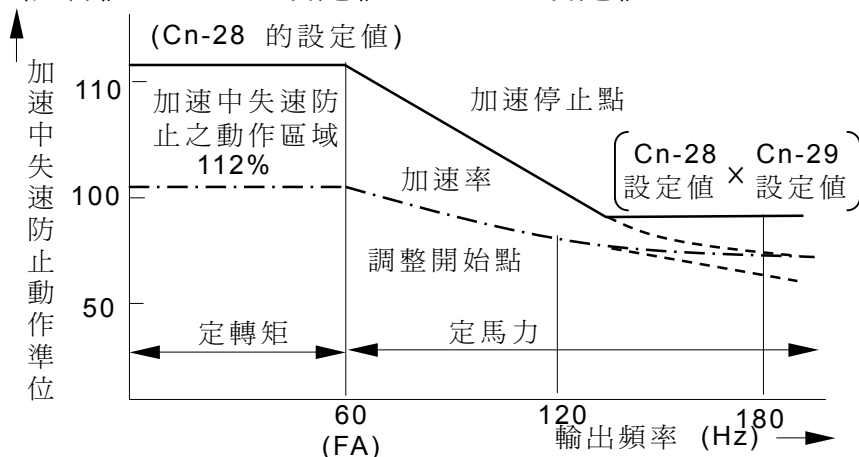 (Cn-28 的設定值)
加速中失速防止動作準位
110
100
50
加速中失速防
止之動作區域
112%
加速停止點
加速率
調整開始點
Cn-28 × Cn-29
設定值 設定值
定轉矩
定馬力
60
(FA)
120
180
輸出頻率 (Hz)